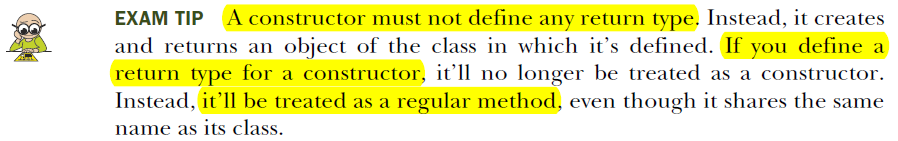 EXAM TIP A constructor must not define any return type. Instead, it creates
and returns an object of the class in which it’s defined. If you define a
return type for a constructor, it’ll no longer be treated as a constructor.
Instead, it’ll be treated as a regular method, even though it shares the same
name as its class.